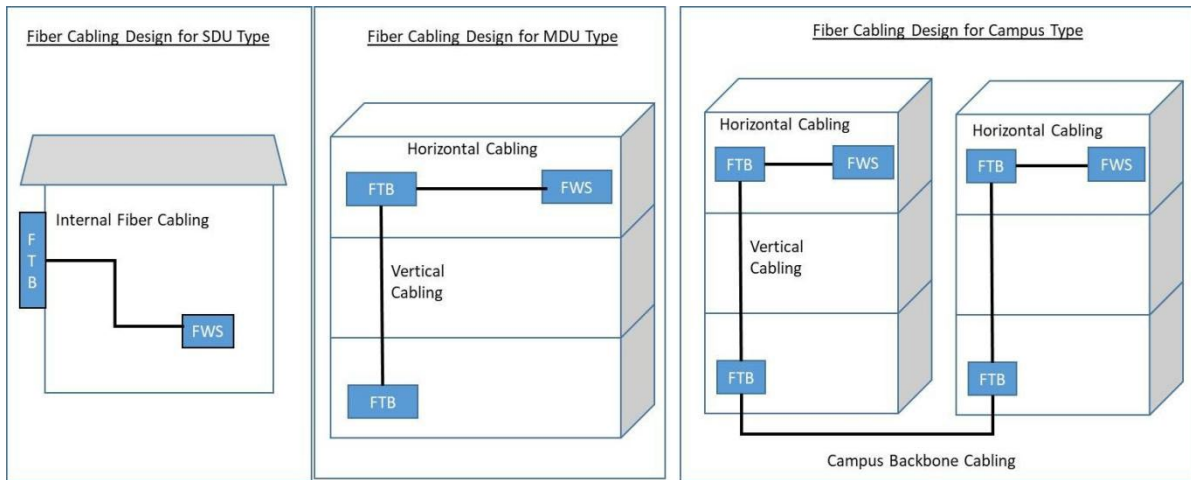 Fiber Cabling Design for SDU Type
Internal Fiber Cabling
F
T
B
FWS
Fiber Cabling Design for MDU Type
Horizontal Cabling
FTB
FWS
Vertical
Cabling
FTB
Fiber Cabling Design for Campus Type
Horizontal Cabling
FTB
FWS
Vertical
Cabling
FTB
Horizontal Cabling
FTB
FWS
FTB
Campus Backbone Cabling